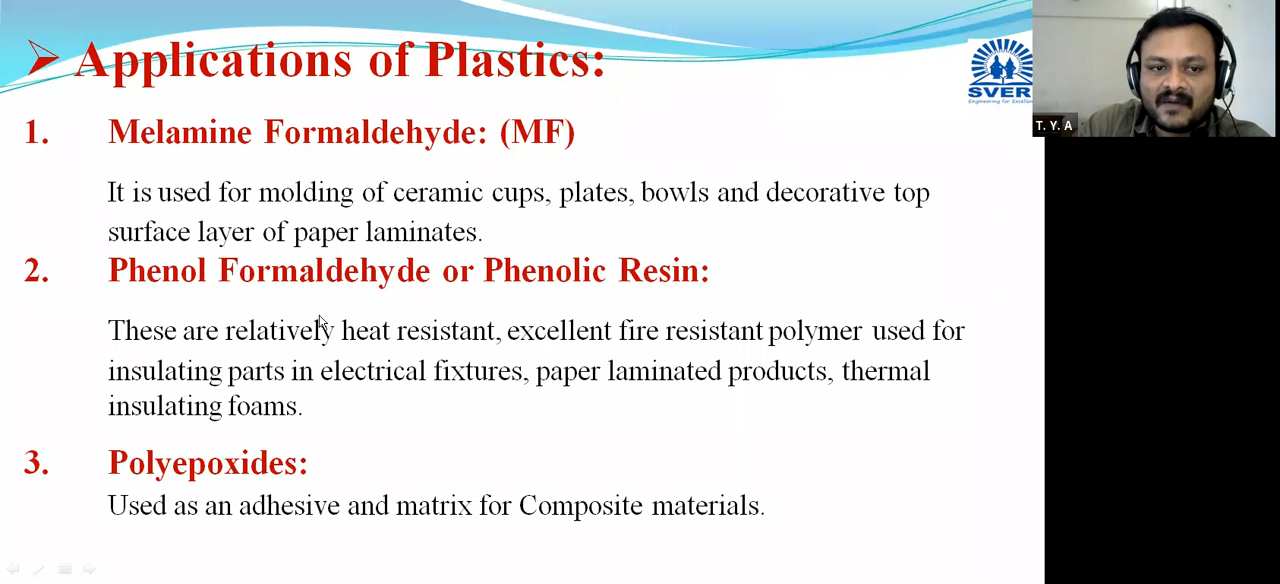 ➢ Applications of Plastics:
SVER
Engineering for Excellen
T. Y. A
1. Melamine Formaldehyde: (MF)
It is used for molding of ceramic cups, plates, bowls and decorative top
surface layer of paper laminates.
2. Phenol Formaldehyde or Phenolic Resin:
These are relatively heat resistant, excellent fire resistant polymer used for
insulating parts in electrical fixtures, paper laminated products, thermal
insulating foams.
3. Polyepoxides:
Used as an adhesive and matrix for Composite materials.